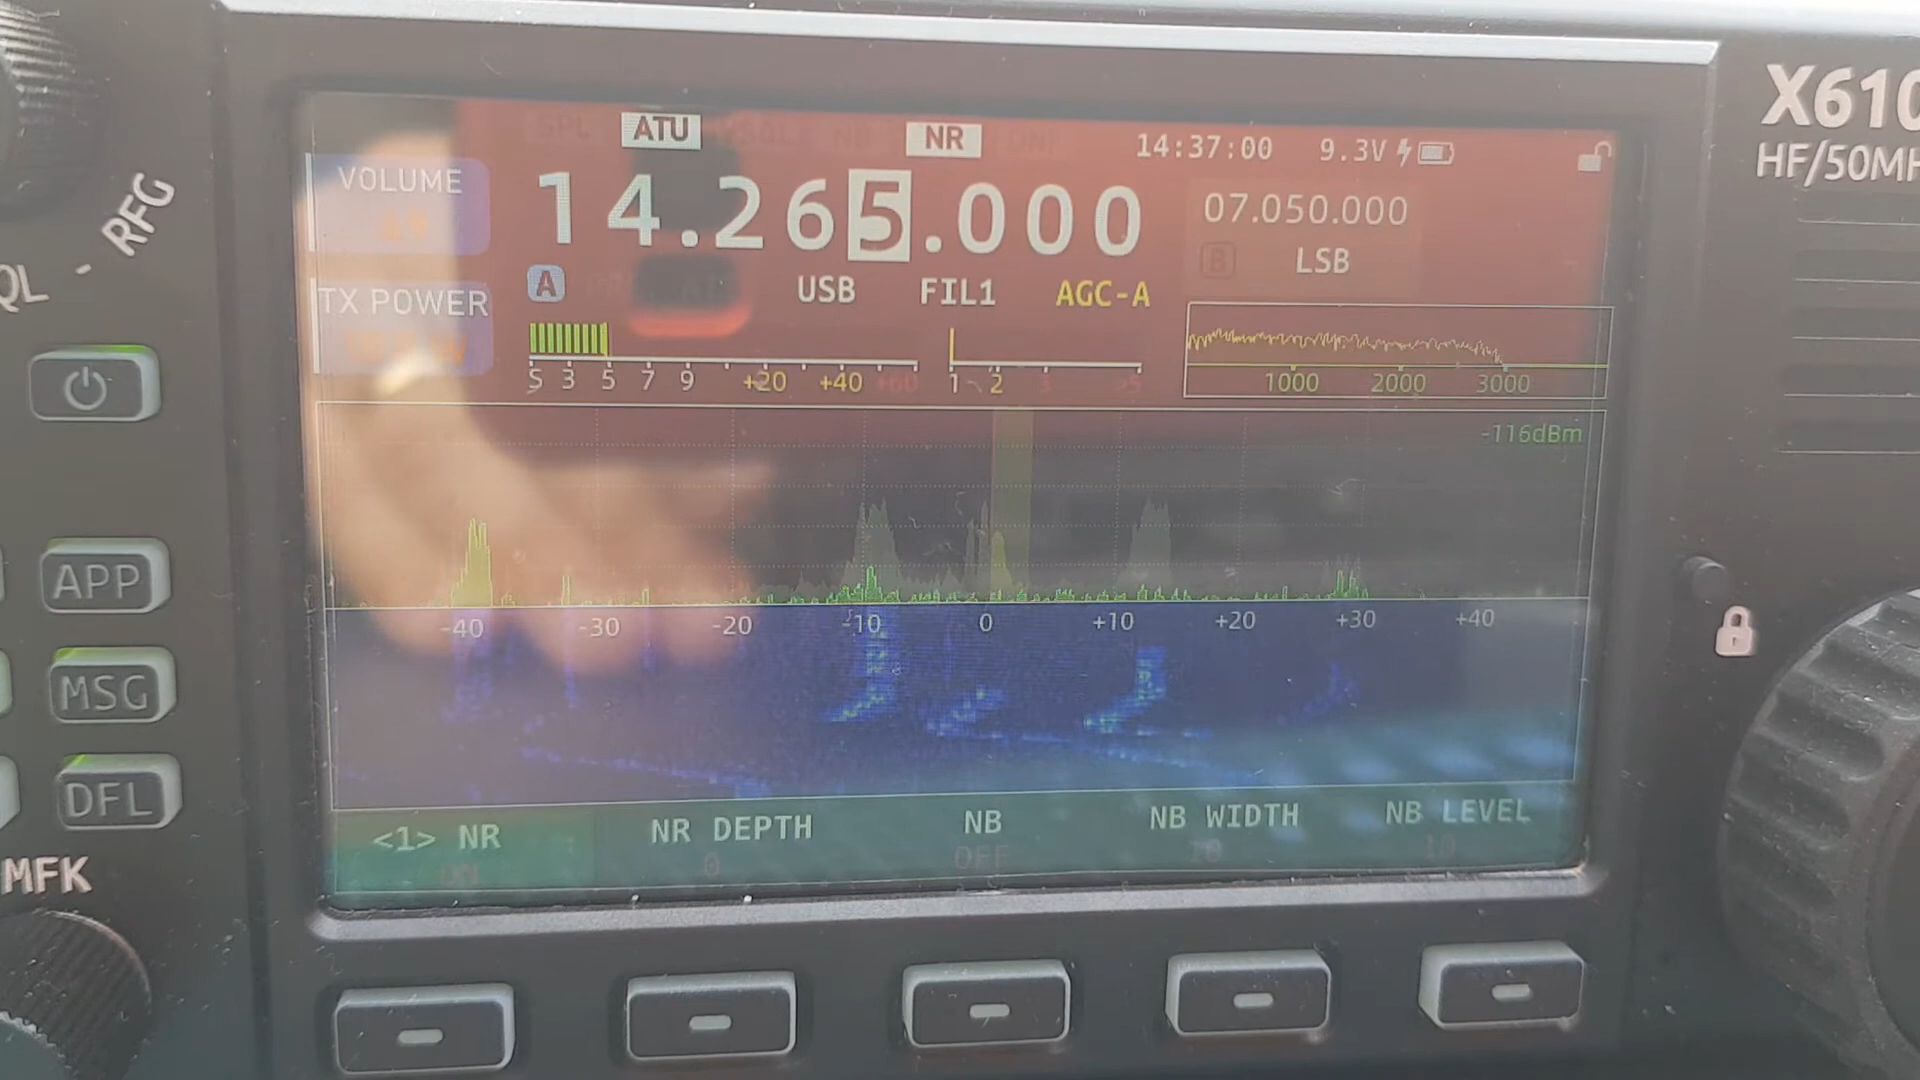 X610
HF/50MH
ATU NR 14:37:00 9.3V
VOLUME
14.265.000 07.050.000
A USB FIL1 AGC-A B LSB
TX POWER
S 3 5 7 9 +20 +40 +60 1 2 3 >5 1000 2000 3000
-116dBm
-40 -30 -20 -10 0 +10 +20 +30 +40
<1> NR NR DEPTH NB NB WIDTH NB LEVEL
0 OFF
QL - RFG
APP
MSG
DFL
MFK